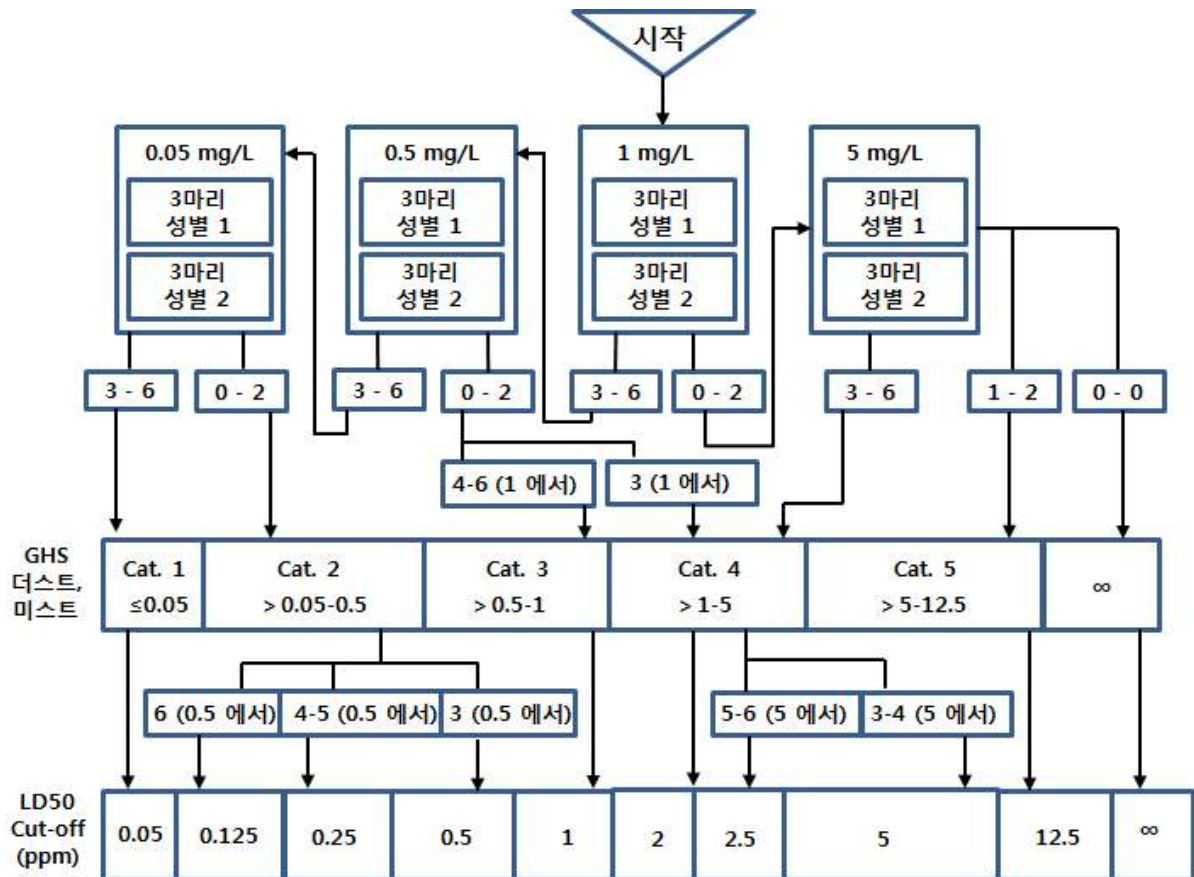 시작
0.05 mg/L
3마리
성별 1
3마리
성별 2
0.5 mg/L
3마리
성별 1
3마리
성별 2
1 mg/L
3마리
성별 1
3마리
성별 2
5 mg/L
3마리
성별 1
3마리
성별 2
3 - 6
0 - 2
3 - 6
0 - 2
3 - 6
0 - 2
3 - 6
1 - 2
0 - 0
4-6 (1 에서)
3 (1 에서)
GHS
더스트,
미스트
Cat. 1
≤0.05
Cat. 2
> 0.05-0.5
Cat. 3
> 0.5-1
Cat. 4
> 1-5
Cat. 5
> 5-12.5
∞
6 (0.5 에서)
4-5 (0.5 에서)
3 (0.5 에서)
5-6 (5 에서)
3-4 (5 에서)
LD50
Cut-off
(ppm)
0.05
0.125
0.25
0.5
1
2
2.5
5
12.5
∞